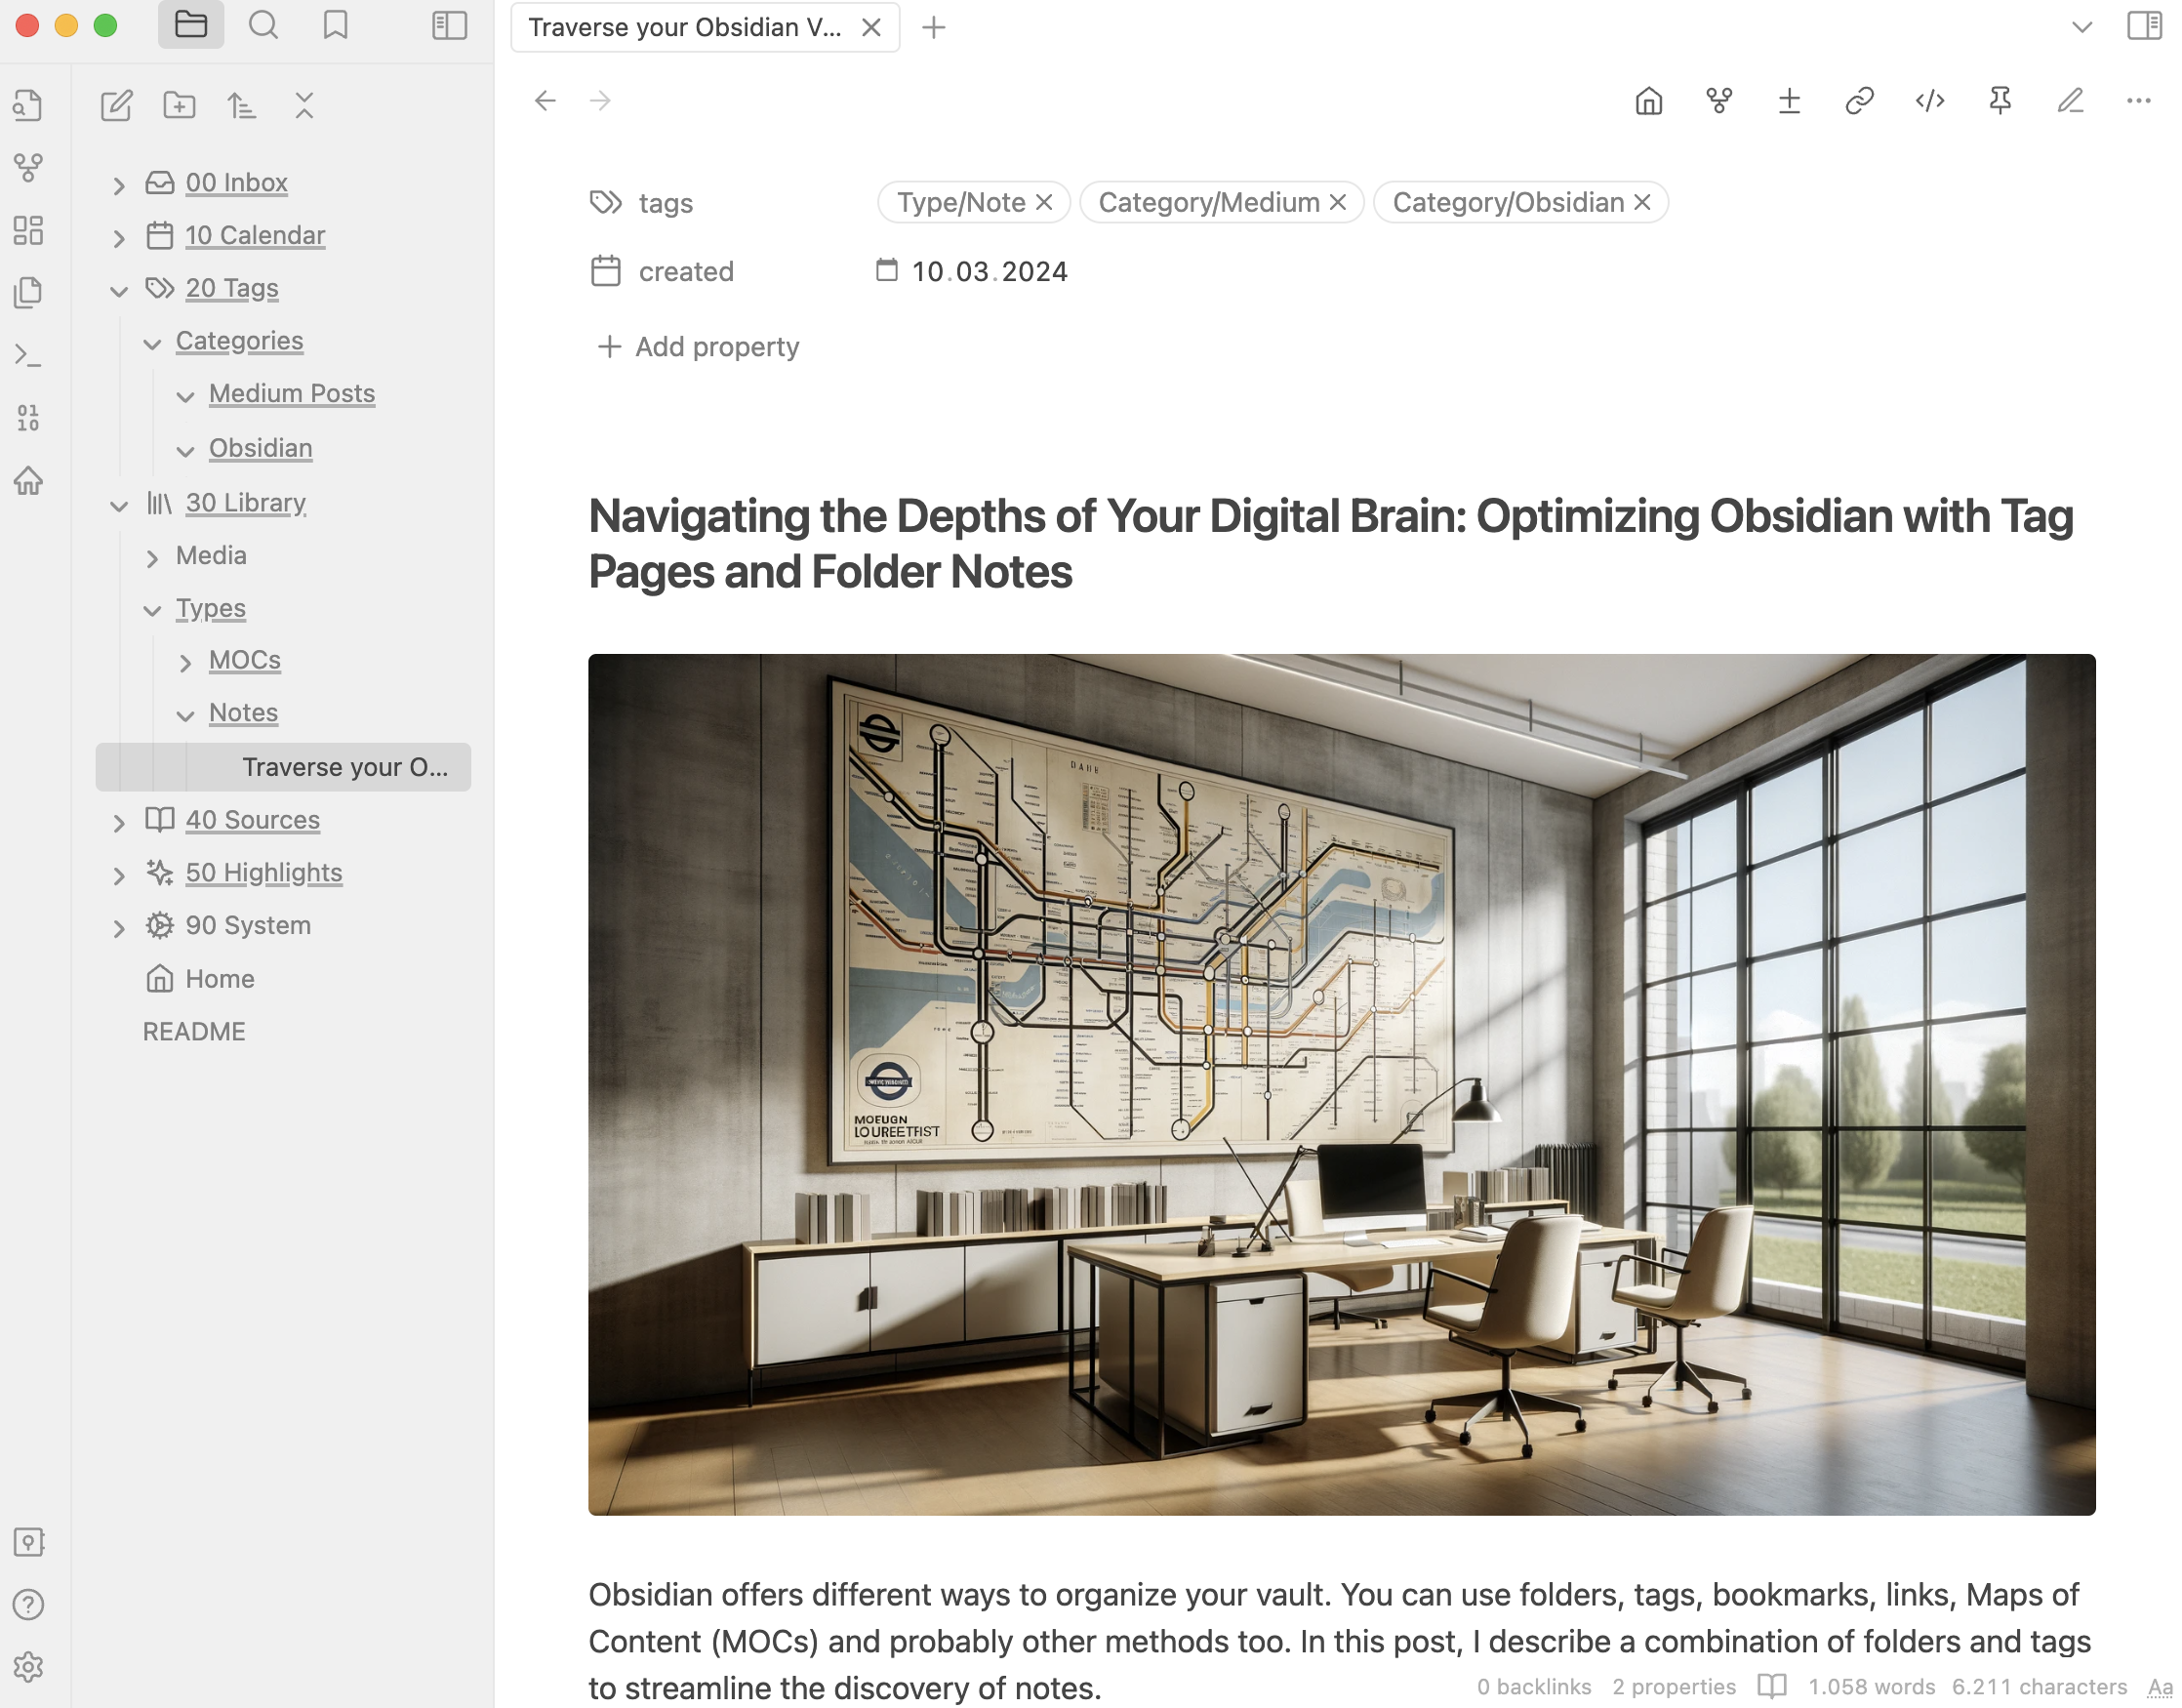 Traverse your Obsidian V...
00 Inbox
10 Calendar
20 Tags
Categories
Medium Posts
Obsidian
30 Library
Media
Types
MOCs
Notes
Traverse your O...
40 Sources
50 Highlights
90 System
Home
README
tags
Type/Note
Category/Medium
Category/Obsidian
created
10.03.2024
Add property
Navigating the Depths of Your Digital Brain: Optimizing Obsidian with Tag
Pages and Folder Notes
DAHE
MOEUGN
LOUREETFIST
Obsidian offers different ways to organize your vault. You can use folders, tags, bookmarks, links, Maps of
Content (MOCs) and probably other methods too. In this post, I describe a combination of folders and tags
to streamline the discovery of notes.
0 backlinks 2 properties 1.058 words 6.211 characters Aa